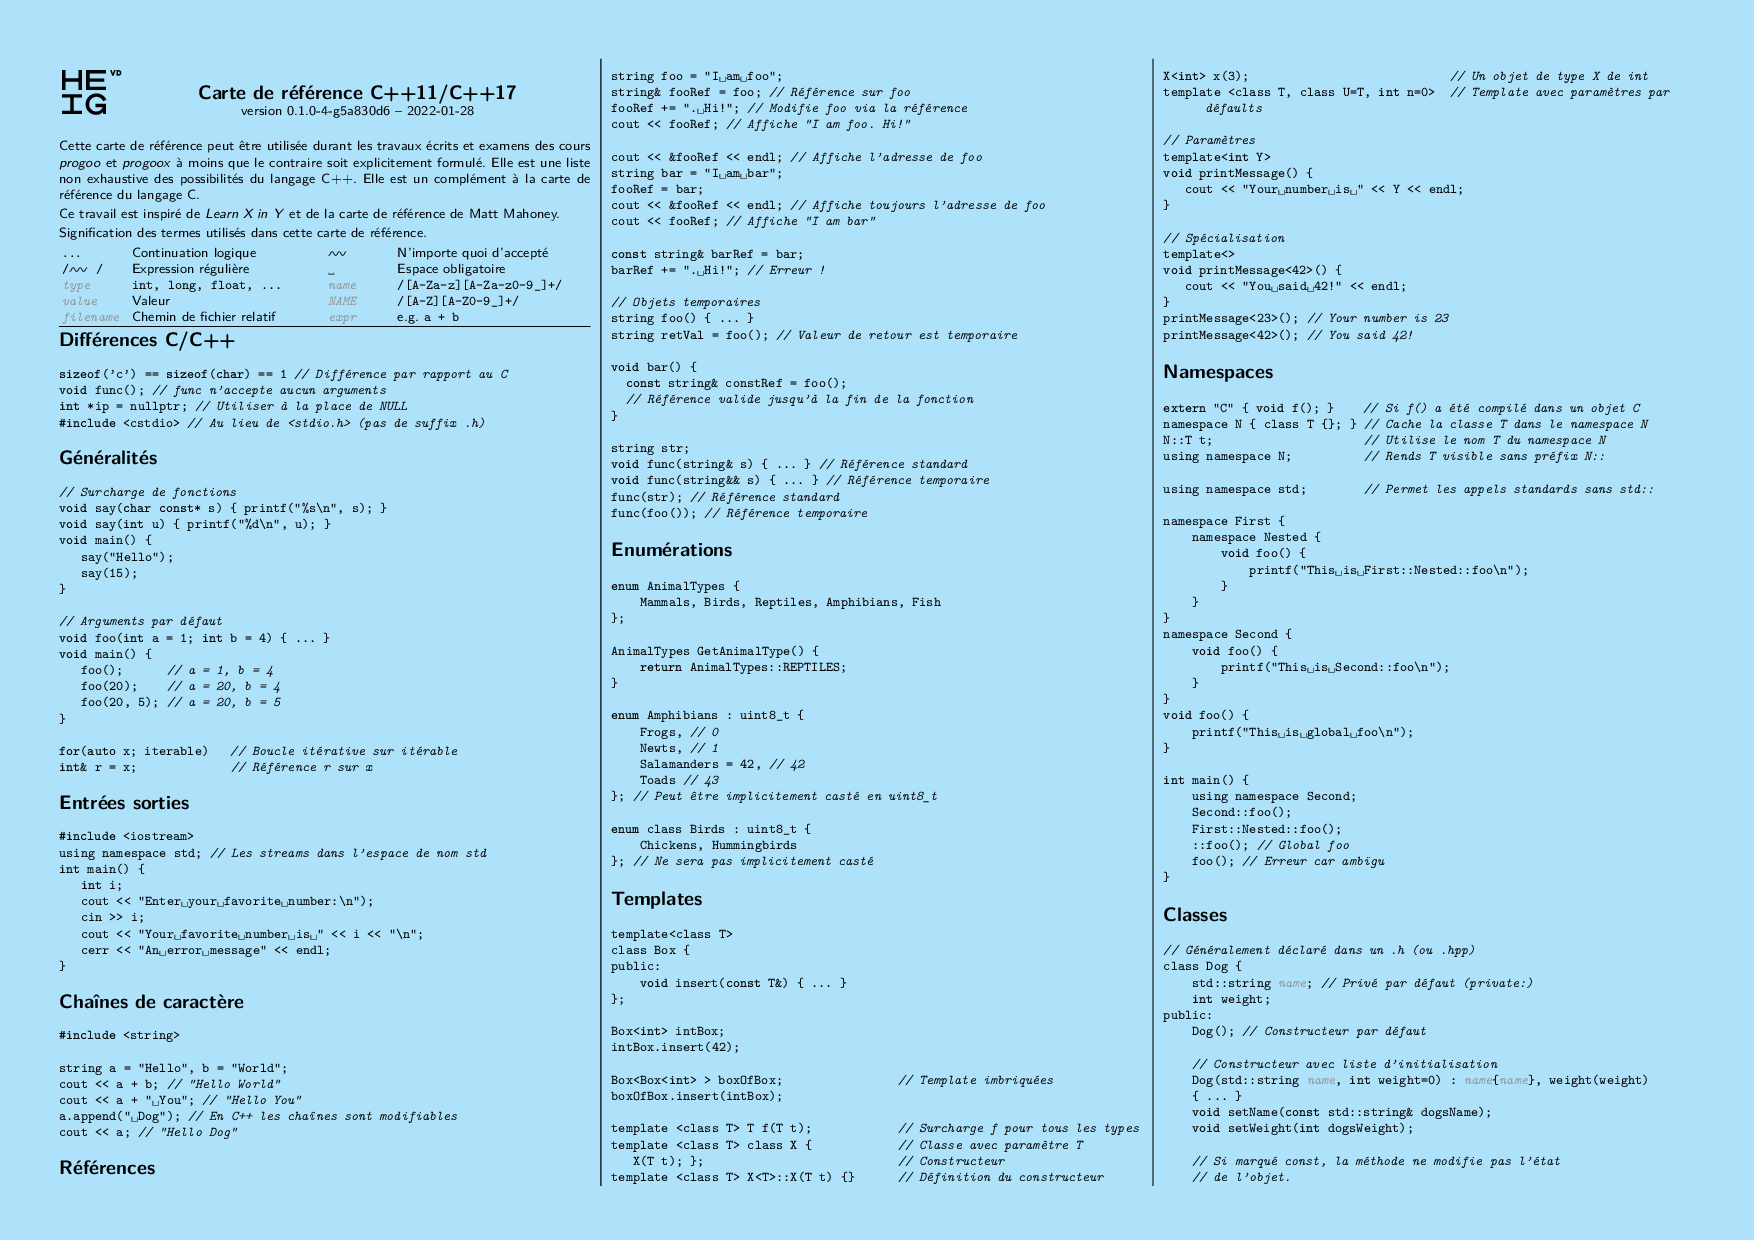 HE VD
IG
Carte de référence C++11/C++17
version 0.1.0-4-g5a830d6 – 2022-01-28
Cette carte de référence peut être utilisée durant les travaux écrits et examens des cours
progoo et progoox à moins que le contraire soit explicitement formulé. Elle est une liste
non exhaustive des possibilités du langage C++. Elle est un complément à la carte de
référence du langage C.
Ce travail est inspiré de Learn X in Y et de la carte de référence de Matt Mahoney.
Signification des termes utilisés dans cette carte de référence.
... Continuation logique ∿∿ N'importe quoi d'accepté
/∿∿ / Expression régulière ␣ Espace obligatoire
type int, long, float, ... name /[A-Za-z][A-Za-z0-9_]+/
value Valeur NAME /[A-Z][A-Z0-9_]+/
filename Chemin de fichier relatif expr e.g. a + b
Différences C/C++
sizeof('c') == sizeof(char) == 1 // Différence par rapport au C
void func(); // func n'accepte aucun arguments
int *ip = nullptr; // Utiliser à la place de NULL
#include <cstdio> // Au lieu de <stdio.h> (pas de suffix .h)
Généralités
// Surcharge de fonctions
void say(char const* s) { printf("%s\n", s); }
void say(int u) { printf("%d\n", u); }
void main() {
   say("Hello");
   say(15);
}
// Arguments par défaut
void foo(int a = 1; int b = 4) { ... }
void main() {
   foo();      // a = 1, b = 4
   foo(20);    // a = 20, b = 4
   foo(20, 5); // a = 20, b = 5
}
for(auto x; iterable)   // Boucle itérative sur itérable
int& r = x;             // Référence r sur x
Entrées sorties
#include <iostream>
using namespace std; // Les streams dans l'espace de nom std
int main() {
   int i;
   cout << "Enter␣your␣favorite␣number:\n");
   cin >> i;
   cout << "Your␣favorite␣number␣is␣" << i << "\n";
   cerr << "An␣error␣message" << endl;
}
Chaînes de caractère
#include <string>
string a = "Hello", b = "World";
cout << a + b; // "Hello World"
cout << a + "␣You"; // "Hello You"
a.append("␣Dog"); // En C++ les chaînes sont modifiables
cout << a; // "Hello Dog"
Références
string foo = "I␣am␣foo";
string& fooRef = foo; // Référence sur foo
fooRef += ".␣Hi!"; // Modifie foo via la référence
cout << fooRef; // Affiche "I am foo. Hi!"
cout << &fooRef << endl; // Affiche l'adresse de foo
string bar = "I␣am␣bar";
fooRef = bar;
cout << &fooRef << endl; // Affiche toujours l'adresse de foo
cout << fooRef; // Affiche "I am bar"
const string& barRef = bar;
barRef += ".␣Hi!"; // Erreur !
// Objets temporaires
string foo() { ... }
string retVal = foo(); // Valeur de retour est temporaire
void bar() {
  const string& constRef = foo();
  // Référence valide jusqu'à la fin de la fonction
}
string str;
void func(string& s) { ... } // Référence standard
void func(string&& s) { ... } // Référence temporaire
func(str); // Référence standard
func(foo()); // Référence temporaire
Enumérations
enum AnimalTypes {
    Mammals, Birds, Reptiles, Amphibians, Fish
};
AnimalTypes GetAnimalType() {
    return AnimalTypes::REPTILES;
}
enum Amphibians : uint8_t {
    Frogs, // 0
    Newts, // 1
    Salamanders = 42, // 42
    Toads // 43
}; // Peut être implicitement casté en uint8_t
enum class Birds : uint8_t {
    Chickens, Hummingbirds
}; // Ne sera pas implicitement casté
Templates
template<class T>
class Box {
public:
    void insert(const T&) { ... }
};
Box<int> intBox;
intBox.insert(42);
Box<Box<int> > boxOfBox;                // Template imbriquées
boxOfBox.insert(intBox);
template <class T> T f(T t);            // Surcharge f pour tous les types
template <class T> class X {            // Classe avec paramètre T
   X(T t); };                           // Constructeur
template <class T> X<T>::X(T t) {}      // Définition du constructeur
X<int> x(3);                            // Un objet de type X de int
template <class T, class U=T, int n=0>  // Template avec paramètres par
      défaults
// Paramètres
template<int Y>
void printMessage() {
   cout << "Your␣number␣is␣" << Y << endl;
}
// Spécialisation
template<>
void printMessage<42>() {
   cout << "You␣said␣42!" << endl;
}
printMessage<23>(); // Your number is 23
printMessage<42>(); // You said 42!
Namespaces
extern "C" { void f(); }    // Si f() a été compilé dans un objet C
namespace N { class T {}; } // Cache la classe T dans le namespace N
N::T t;                     // Utilise le nom T du namespace N
using namespace N;          // Rends T visible sans préfix N::
using namespace std;        // Permet les appels standards sans std::
namespace First {
    namespace Nested {
        void foo() {
            printf("This␣is␣First::Nested::foo\n");
        }
    }
}
namespace Second {
    void foo() {
        printf("This␣is␣Second::foo\n");
    }
}
void foo() {
    printf("This␣is␣global␣foo\n");
}
int main() {
    using namespace Second;
    Second::foo();
    First::Nested::foo();
    ::foo(); // Global foo
    foo(); // Erreur car ambigu
}
Classes
// Généralement déclaré dans un .h (ou .hpp)
class Dog {
    std::string name; // Privé par défaut (private:)
    int weight;
public:
    Dog(); // Constructeur par défaut
    // Constructeur avec liste d'initialisation
    Dog(std::string name, int weight=0) : name{name}, weight(weight)
    { ... }
    void setName(const std::string& dogsName);
    void setWeight(int dogsWeight);
    // Si marqué const, la méthode ne modifie pas l'état
    // de l'objet.